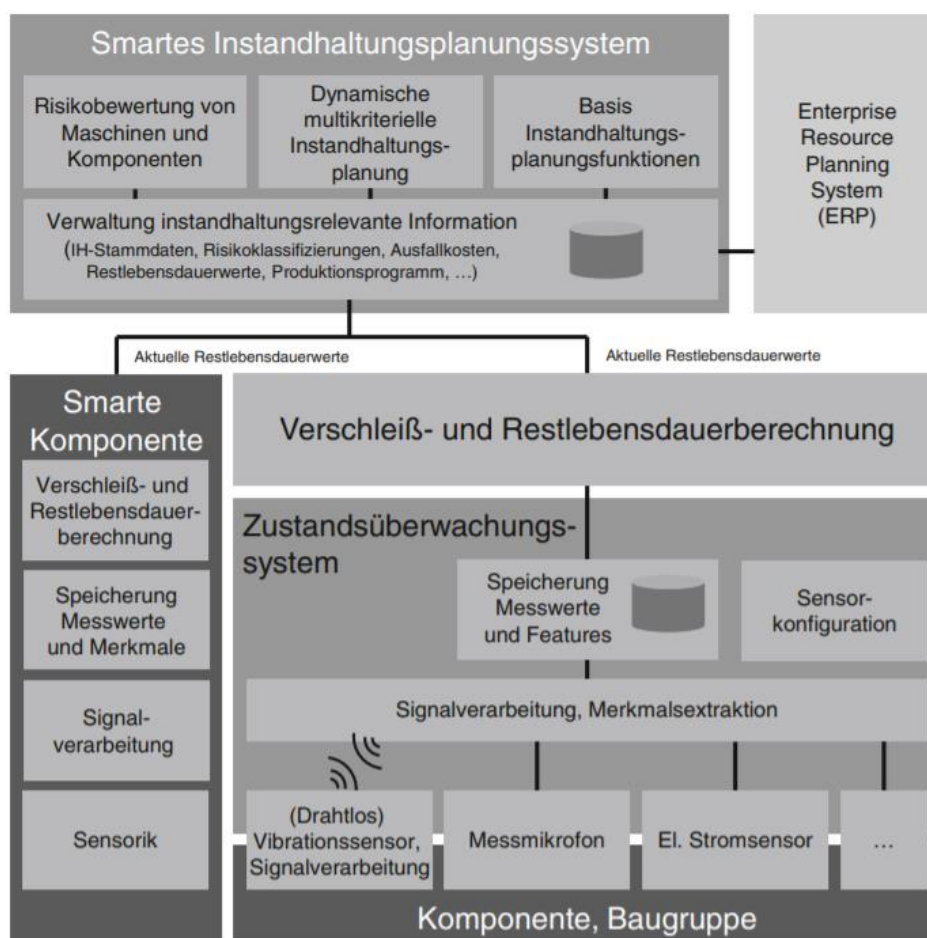 Smartes Instandhaltungsplanungssystem
Risikobewertung von
Maschinen und
Komponenten
Dynamische
multikriterielle
Instandhaltungs-
planung
Basis
Instandhaltungs-
planungsfunktionen
Enterprise
Resource
Planning
System
(ERP)
Verwaltung instandhaltungsrelevante Information
(IH-Stammdaten, Risikoklassifizierungen, Ausfallkosten,
Restlebensdauerwerte, Produktionsprogramm, …)
Aktuelle Restlebensdauerwerte
Aktuelle Restlebensdauerwerte
Smarte
Komponente
Verschleiß- und
Restlebensdauer-
berechnung
Speicherung
Messwerte
und Merkmale
Signal-
verarbeitung
Sensorik
Verschleiß- und Restlebensdauerberechnung
Zustandsüberwachungs-
system
Speicherung
Messwerte
und Features
Sensor-
konfiguration
Signalverarbeitung, Merkmalsextraktion
(Drahtlos)
Vibrationssensor,
Signalverarbeitung
Messmikrofon
El. Stromsensor
…
Komponente, Baugruppe